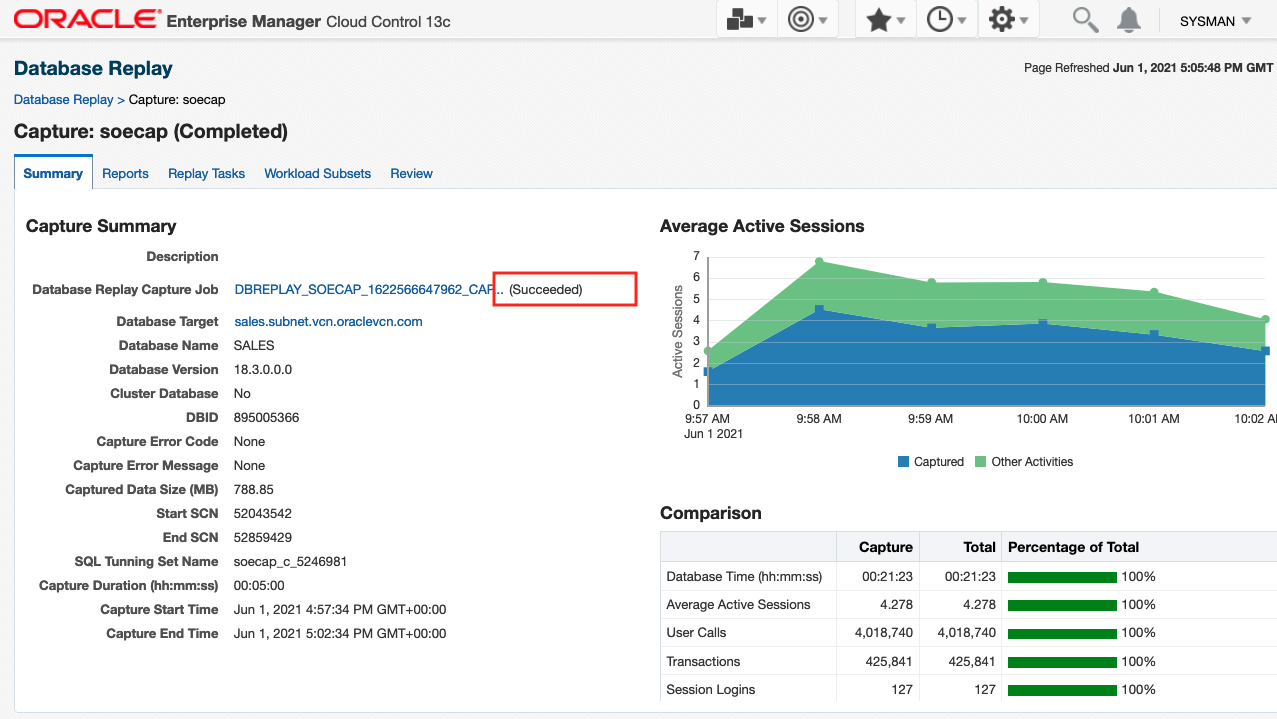 ORACLE Enterprise Manager Cloud Control 13c
SYSMAN
Database Replay
Page Refreshed Jun 1, 2021 5:05:48 PM GMT
Database Replay > Capture: soecap
Capture: soecap (Completed)
Summary Reports Replay Tasks Workload Subsets Review
Capture Summary
Description
Database Replay Capture Job DBREPLAY_SOECAP_1622566647962_CAP... (Succeeded)
Database Target sales.subnet.vcn.oraclevcn.com
Database Name SALES
Database Version 18.3.0.0.0
Cluster Database No
DBID 895005366
Capture Error Code None
Capture Error Message None
Captured Data Size (MB) 788.85
Start SCN 52043542
End SCN 52859429
SQL Tunning Set Name soecap_c_5246981
Capture Duration (hh:mm:ss) 00:05:00
Capture Start Time Jun 1, 2021 4:57:34 PM GMT+00:00
Capture End Time Jun 1, 2021 5:02:34 PM GMT+00:00
Average Active Sessions
Active Sessions
7
6
5
4
3
2
1
0
9:57 AM 9:58 AM 9:59 AM 10:00 AM 10:01 AM 10:02
Jun 1 2021
Captured Other Activities
Comparison
Capture Total Percentage of Total
Database Time (hh:mm:ss) 00:21:23 00:21:23 100%
Average Active Sessions 4.278 4.278 100%
User Calls 4,018,740 4,018,740 100%
Transactions 425,841 425,841 100%
Session Logins 127 127 100%